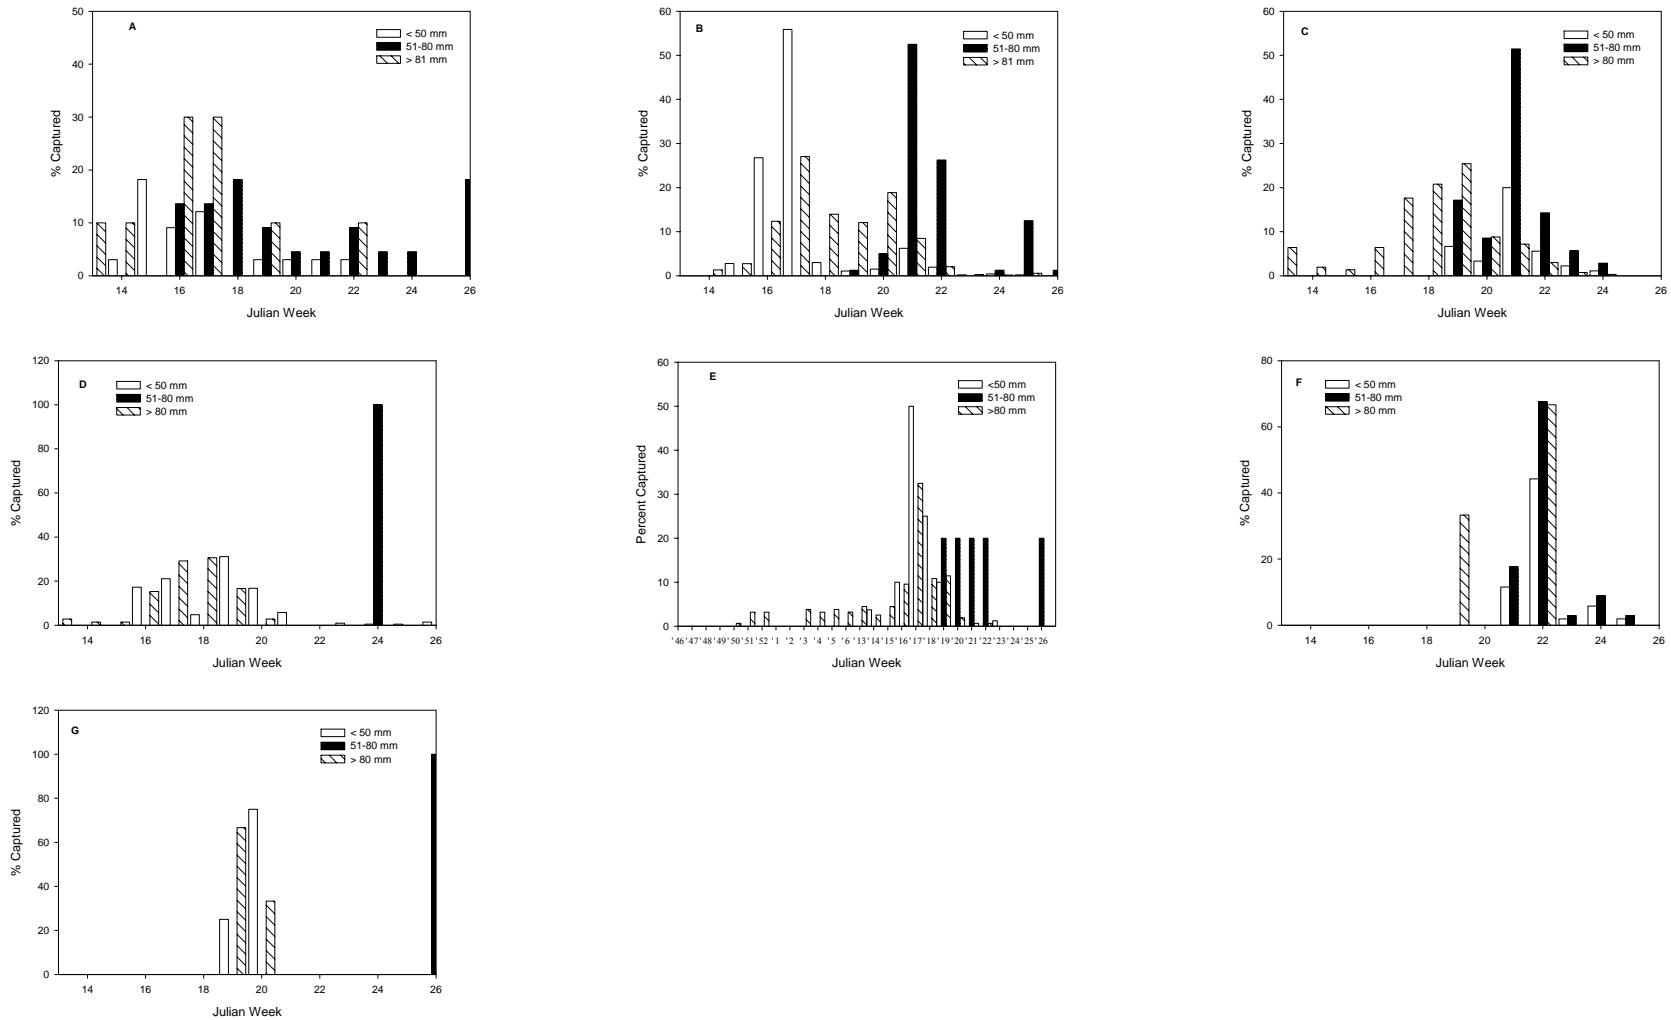 A
< 50 mm
51-80 mm
> 81 mm
% Captured
50
40
30
20
10
0
14 16 18 20 22 24 26
Julian Week
B
< 50 mm
51-80 mm
> 81 mm
% Captured
60
50
40
30
20
10
0
14 16 18 20 22 24 26
Julian Week
C
< 50 mm
51-80 mm
> 80 mm
% Captured
60
50
40
30
20
10
0
14 16 18 20 22 24 26
Julian Week
D
< 50 mm
51-80 mm
> 80 mm
% Captured
120
100
80
60
40
20
0
14 16 18 20 22 24 26
Julian Week
E
<50 mm
51-80 mm
>80 mm
Percent Captured
60
50
40
30
20
10
0
'46 '47 '48 '49 '50 '51 '52 '1 '2 '3 '4 '5 '6 '13 '14 '15 '16 '17 '18 '19 '20 '21 '22 '23 '24 '25 '26
Julian Week
F
< 50 mm
51-80 mm
> 80 mm
% Captured
80
60
40
20
0
14 16 18 20 22 24 26
Julian Week
G
< 50 mm
51-80 mm
> 80 mm
% Captured
120
100
80
60
40
20
0
14 16 18 20 22 24 26
Julian Week